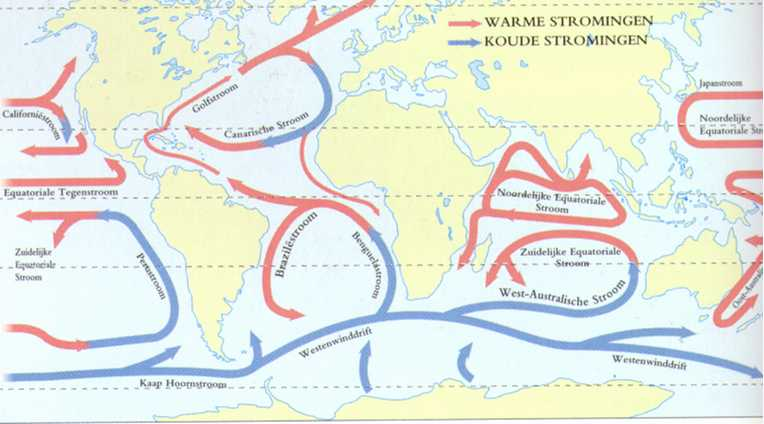 WARME STROMINGEN
KOUDE STROMINGEN
Japanstroom
Golfstroom
Californiëstroom
Noordelijke
Equatoriale Str
Canarische Stroom
Equatoriale Tegenstroom
Noordelijke Equatoriale
Stroom
Braziliëstroom
Benguelastroom
Zuidelijke
Equatoriale
Stroom
Perustroom
Zuidelijke Equatoriale
Stroom
West-Australische Stroom
Westenwinddrift
Westenwinddrift
Kaap Hoornstroom